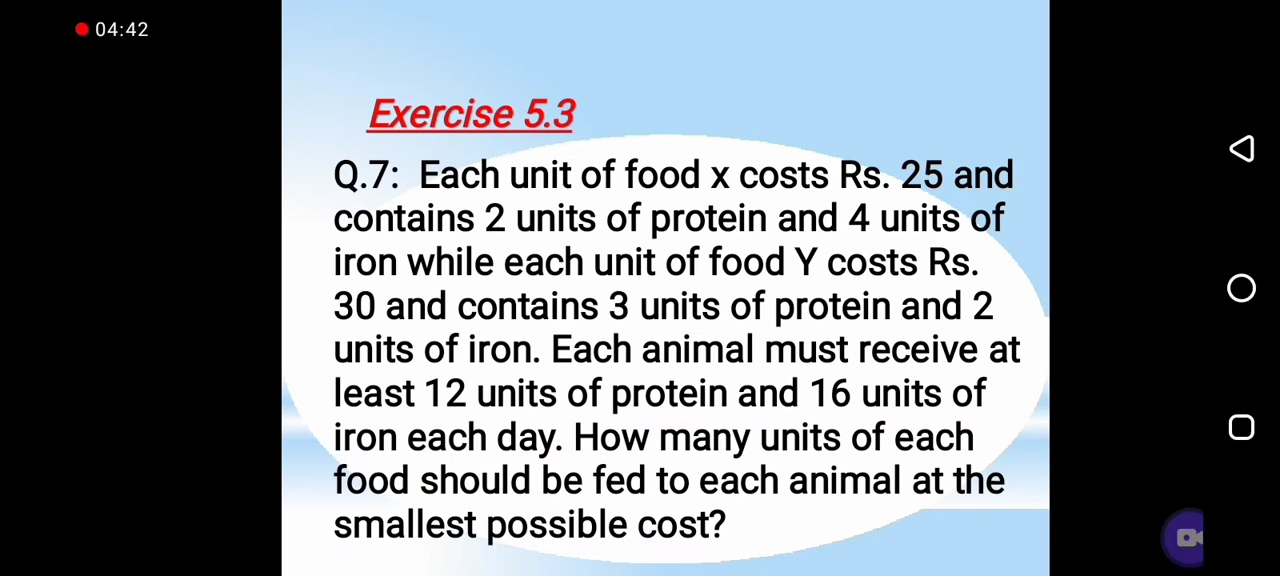 04:42
Exercise 5.3
Q.7: Each unit of food x costs Rs. 25 and
contains 2 units of protein and 4 units of
iron while each unit of food Y costs Rs.
30 and contains 3 units of protein and 2
units of iron. Each animal must receive at
least 12 units of protein and 16 units of
iron each day. How many units of each
food should be fed to each animal at the
smallest possible cost?